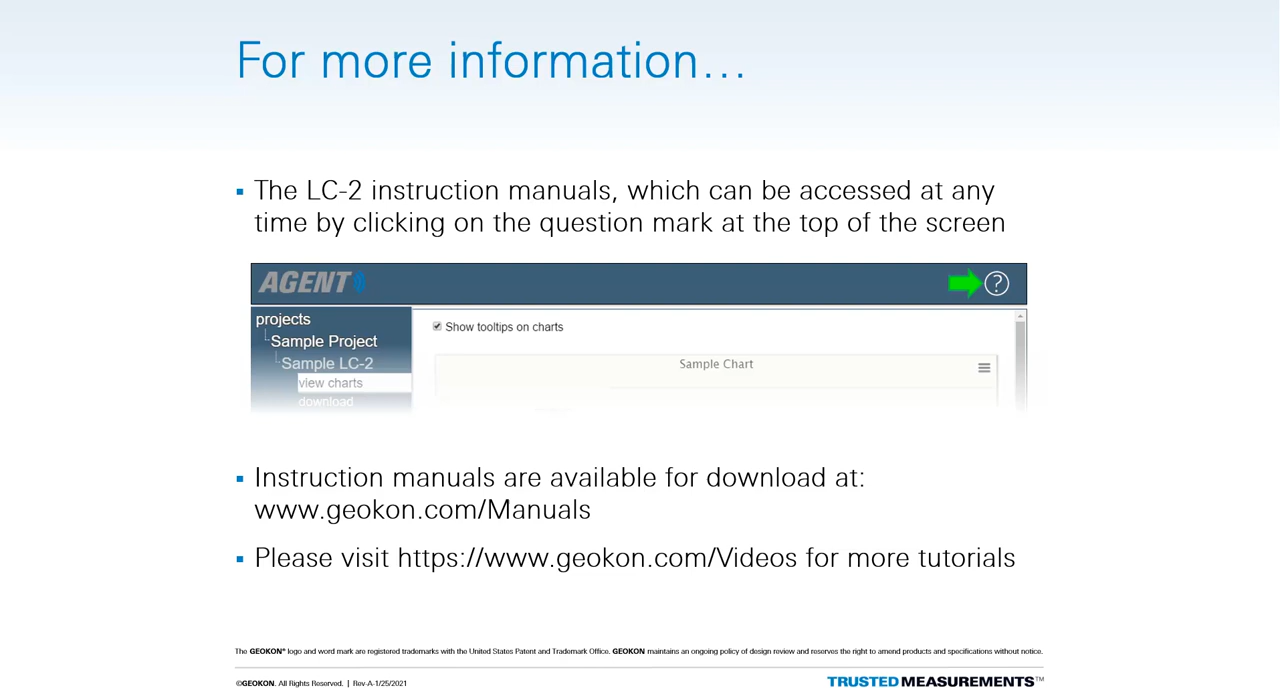 For more information…
▪ The LC-2 instruction manuals, which can be accessed at any
time by clicking on the question mark at the top of the screen
AGENT
?
projects
Sample Project
Show tooltips on charts
Sample LC-2
Sample Chart
view charts
download
▪ Instruction manuals are available for download at:
www.geokon.com/Manuals
▪ Please visit https://www.geokon.com/Videos for more tutorials
The GEOKON® logo and word mark are registered trademarks with the United States Patent and Trademark Office. GEOKON maintains an ongoing policy of design review and reserves the right to amend products and specifications without notice.
©GEOKON. All Rights Reserved. | Rev-A-1/25/2021
TRUSTED MEASUREMENTS™